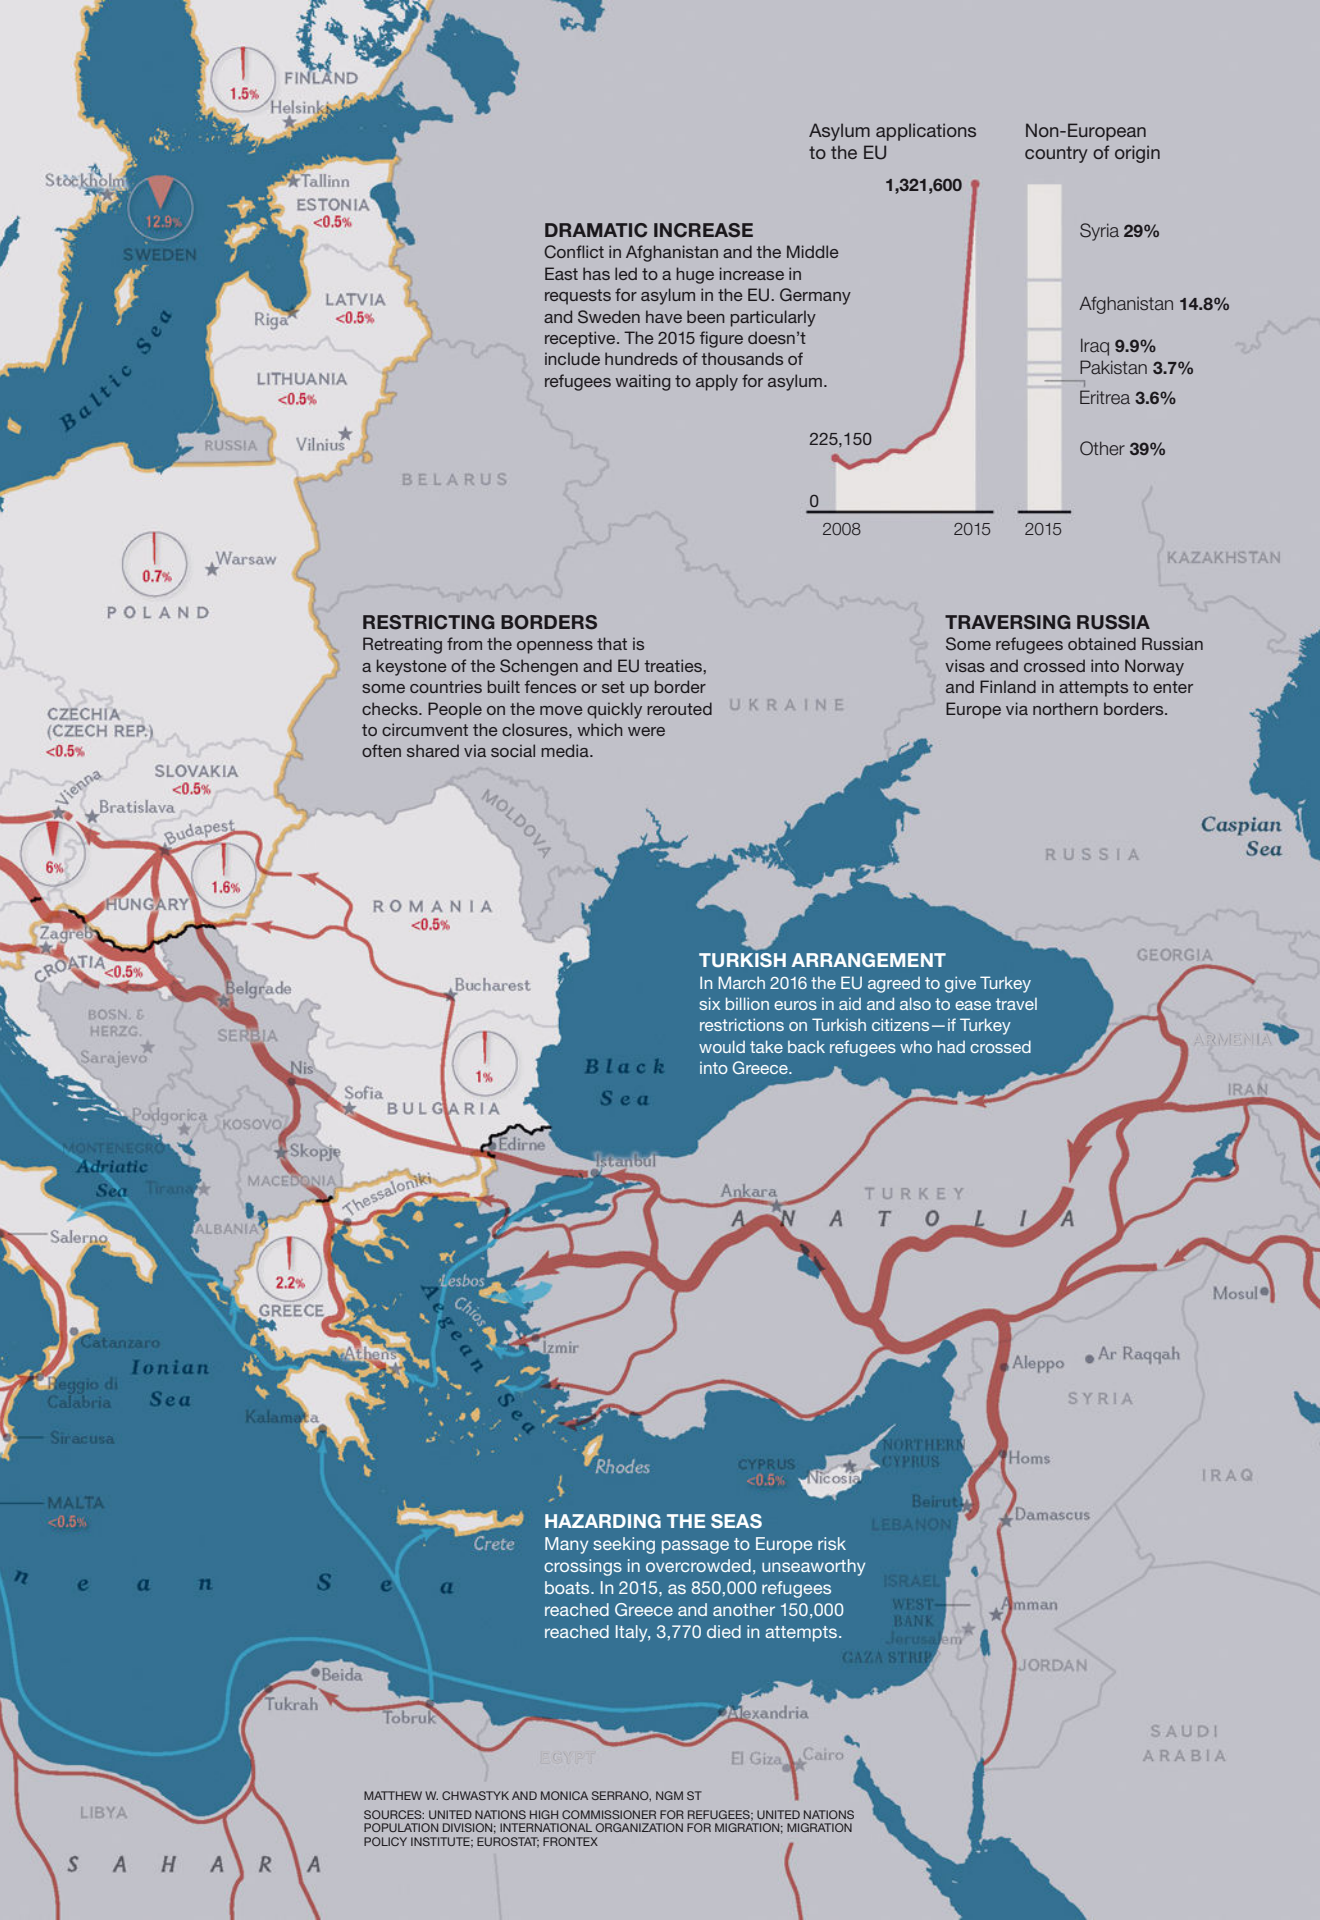 FINLAND
1.5%
Helsinki
Stockholm
12.9%
SWEDEN
Tallinn
ESTONIA
<0.5%
LATVIA
<0.5%
Riga
LITHUANIA
<0.5%
Vilnius
RUSSIA
Baltic Sea
BELARUS
Asylum applications
to the EU
1,321,600
225,150
0
2008
2015
Non-European
country of origin
Syria 29%
Afghanistan 14.8%
Iraq 9.9%
Pakistan 3.7%
Eritrea 3.6%
Other 39%
2015
DRAMATIC INCREASE
Conflict in Afghanistan and the Middle
East has led to a huge increase in
requests for asylum in the EU. Germany
and Sweden have been particularly
receptive. The 2015 figure doesn’t
include hundreds of thousands of
refugees waiting to apply for asylum.
KAZAKHSTAN
0.7%
Warsaw
POLAND
RESTRICTING BORDERS
Retreating from the openness that is
a keystone of the Schengen and EU treaties,
some countries built fences or set up border
checks. People on the move quickly rerouted
to circumvent the closures, which were
often shared via social media.
UKRAINE
TRAVERSING RUSSIA
Some refugees obtained Russian
visas and crossed into Norway
and Finland in attempts to enter
Europe via northern borders.
CZECHIA
(CZECH REP.)
<0.5%
SLOVAKIA
<0.5%
Vienna
Bratislava
Budapest
6%
1.6%
HUNGARY
MOLDOVA
ROMANIA
<0.5%
RUSSIA
Caspian
Sea
Zagreb
CROATIA
<0.5%
Belgrade
Bucharest
BOSN. &
HERZG.
Sarajevo
SERBIA
Nis
Sofia
1%
BULGARIA
Black
Sea
TURKISH ARRANGEMENT
In March 2016 the EU agreed to give Turkey
six billion euros in aid and also to ease travel
restrictions on Turkish citizens—if Turkey
would take back refugees who had crossed
into Greece.
GEORGIA
ARMENIA
IRAN
Podgorica
KOSOVO
MONTENEGRO
Adriatic
Sea
Skopje
MACEDONIA
Tirana
ALBANIA
Thessaloniki
Edirne
Istanbul
Ankara
TURKEY
ANATOLIA
Salerno
2.2%
GREECE
Lesbos
Chios
Aegean Sea
Izmir
Mosul
Catanzaro
Ionian
Sea
Athens
Aleppo
Ar Raqqah
SYRIA
Reggio di
Calabria
Kalamata
Siracusa
Rhodes
CYPRUS
<0.5%
Nicosia
NORTHERN
CYPRUS
Homs
IRAQ
MALTA
<0.5%
Crete
Beirut
LEBANON
Damascus
HAZARDING THE SEAS
Many seeking passage to Europe risk
crossings in overcrowded, unseaworthy
boats. In 2015, as 850,000 refugees
reached Greece and another 150,000
reached Italy, 3,770 died in attempts.
nean Sea
ISRAEL
WEST
BANK
Amman
Jerusalem
GAZA STRIP
JORDAN
Beida
Tukrah
Tobruk
Alexandria
EGYPT
El Giza
Cairo
SAUDI
ARABIA
LIBYA
SAHARA
MATTHEW W. CHWASTYK AND MONICA SERRANO, NGM ST
SOURCES: UNITED NATIONS HIGH COMMISSIONER FOR REFUGEES; UNITED NATIONS
POPULATION DIVISION; INTERNATIONAL ORGANIZATION FOR MIGRATION; MIGRATION
POLICY INSTITUTE; EUROSTAT; FRONTEX